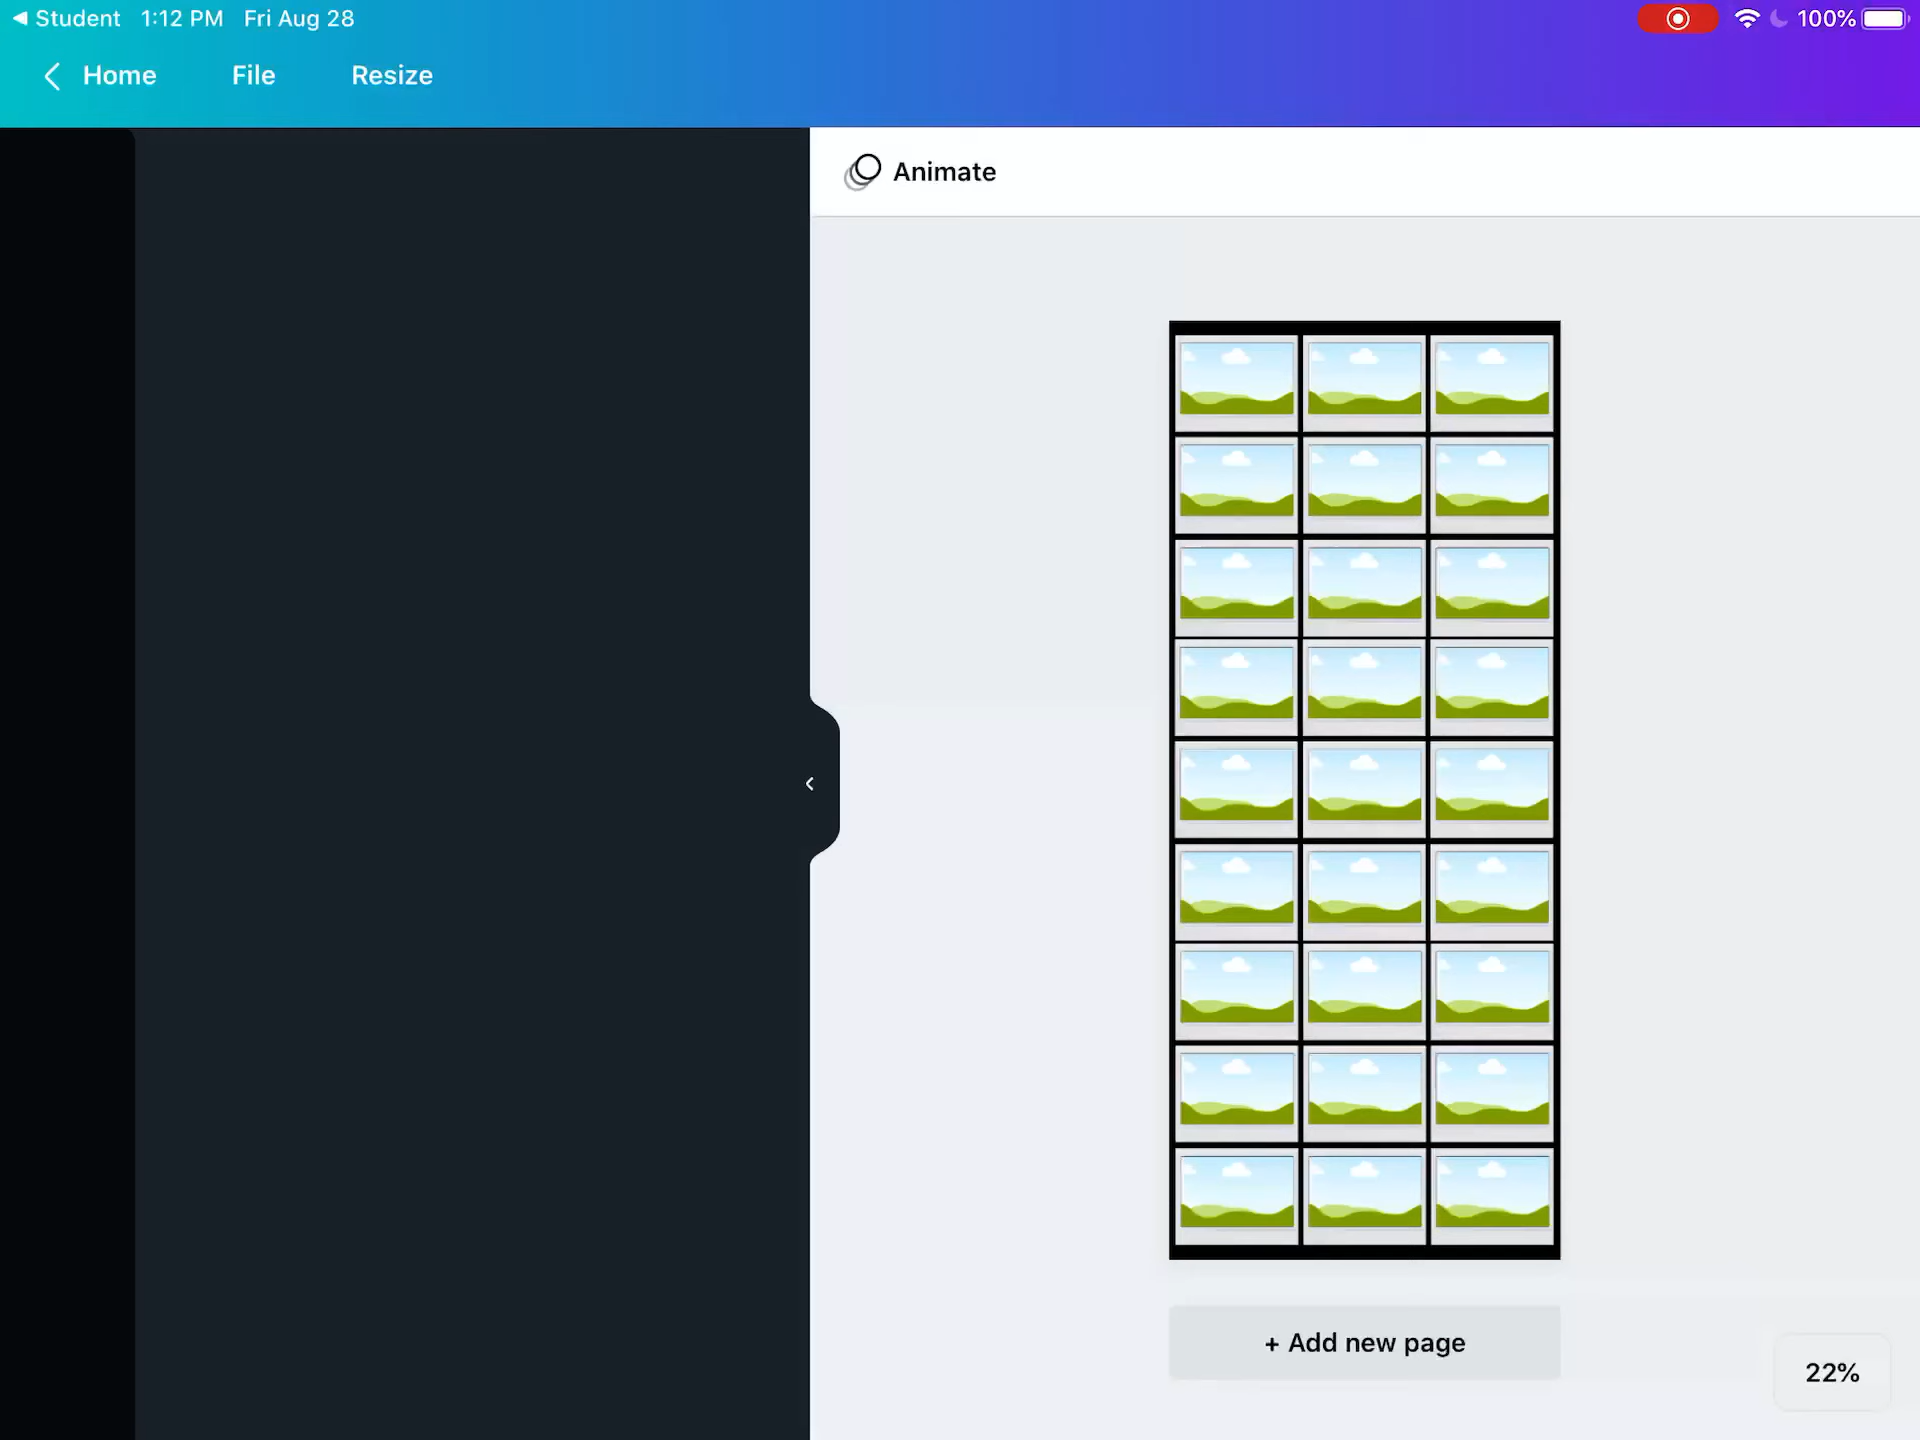 Student 1:12 PM Fri Aug 28 100%
Home File Resize
Animate
+ Add new page
22%